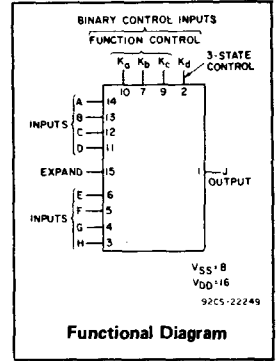 BINARY CONTROL INPUTS
FUNCTION CONTROL
Ka Kb Kc Kd
3-STATE
CONTROL
10 7 9 2
A 14
B 13
INPUTS
C 12
D 11
EXPAND 15
1 J
OUTPUT
E 6
F 5
INPUTS
G 4
H 3
VSS=8
VDD=16
92CS-22249
Functional Diagram